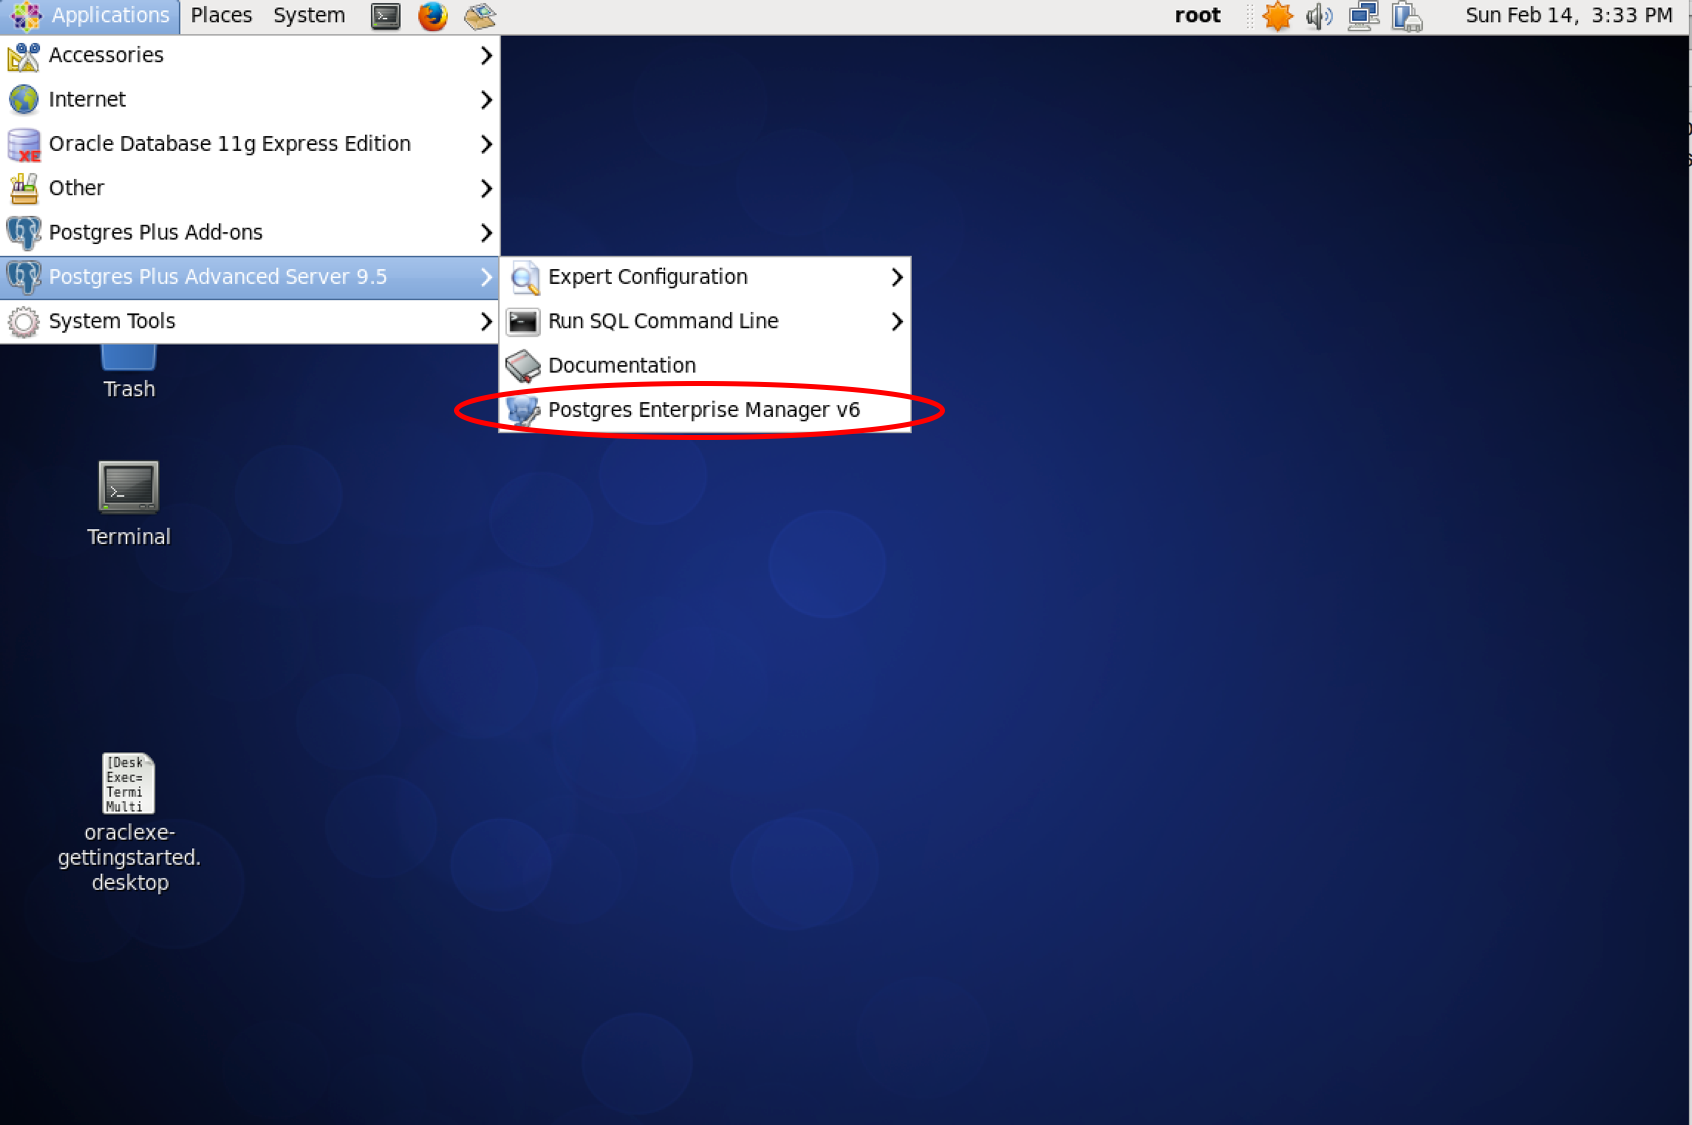 Applications Places System root Sun Feb 14, 3:33 PM
Accessories
Internet
Oracle Database 11g Express Edition
XE
Other
Postgres Plus Add-ons
Postgres Plus Advanced Server 9.5
System Tools
Expert Configuration
Run SQL Command Line
Documentation
Postgres Enterprise Manager v6
Trash
Terminal
[Desk
Exec=
Termi
Multi
oraclexe-
gettingstarted.
desktop